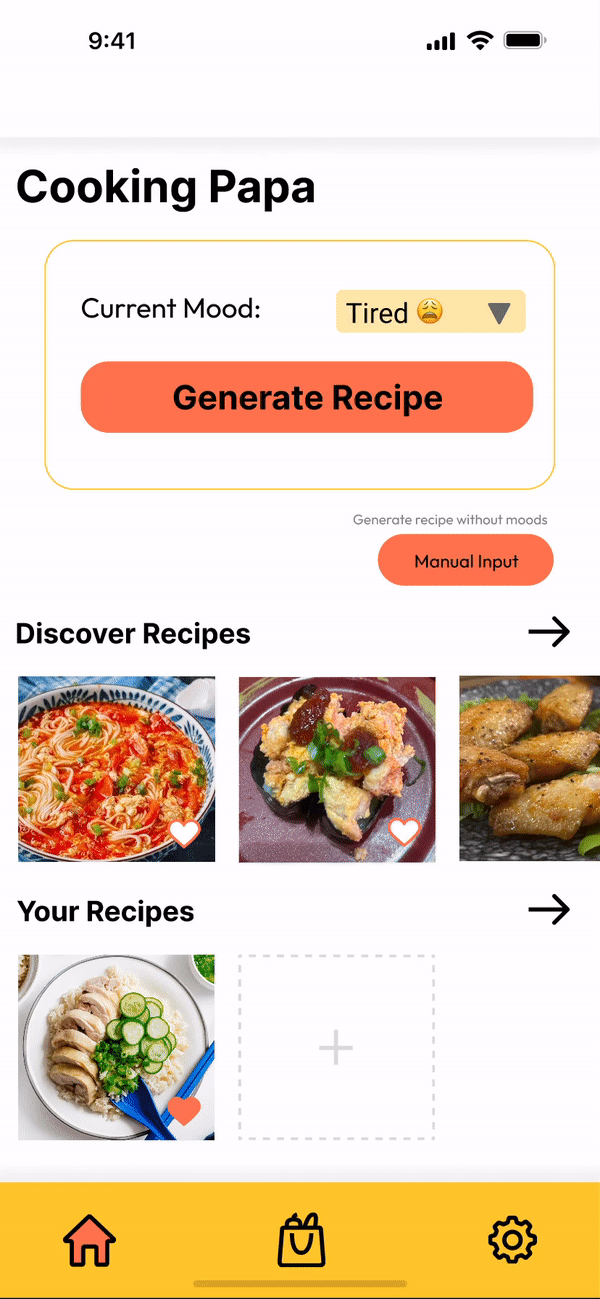 9:41
Cooking Papa
Current Mood:
Tired 😩 ▼
Generate Recipe
Generate recipe without moods
Manual Input
Discover Recipes
Your Recipes